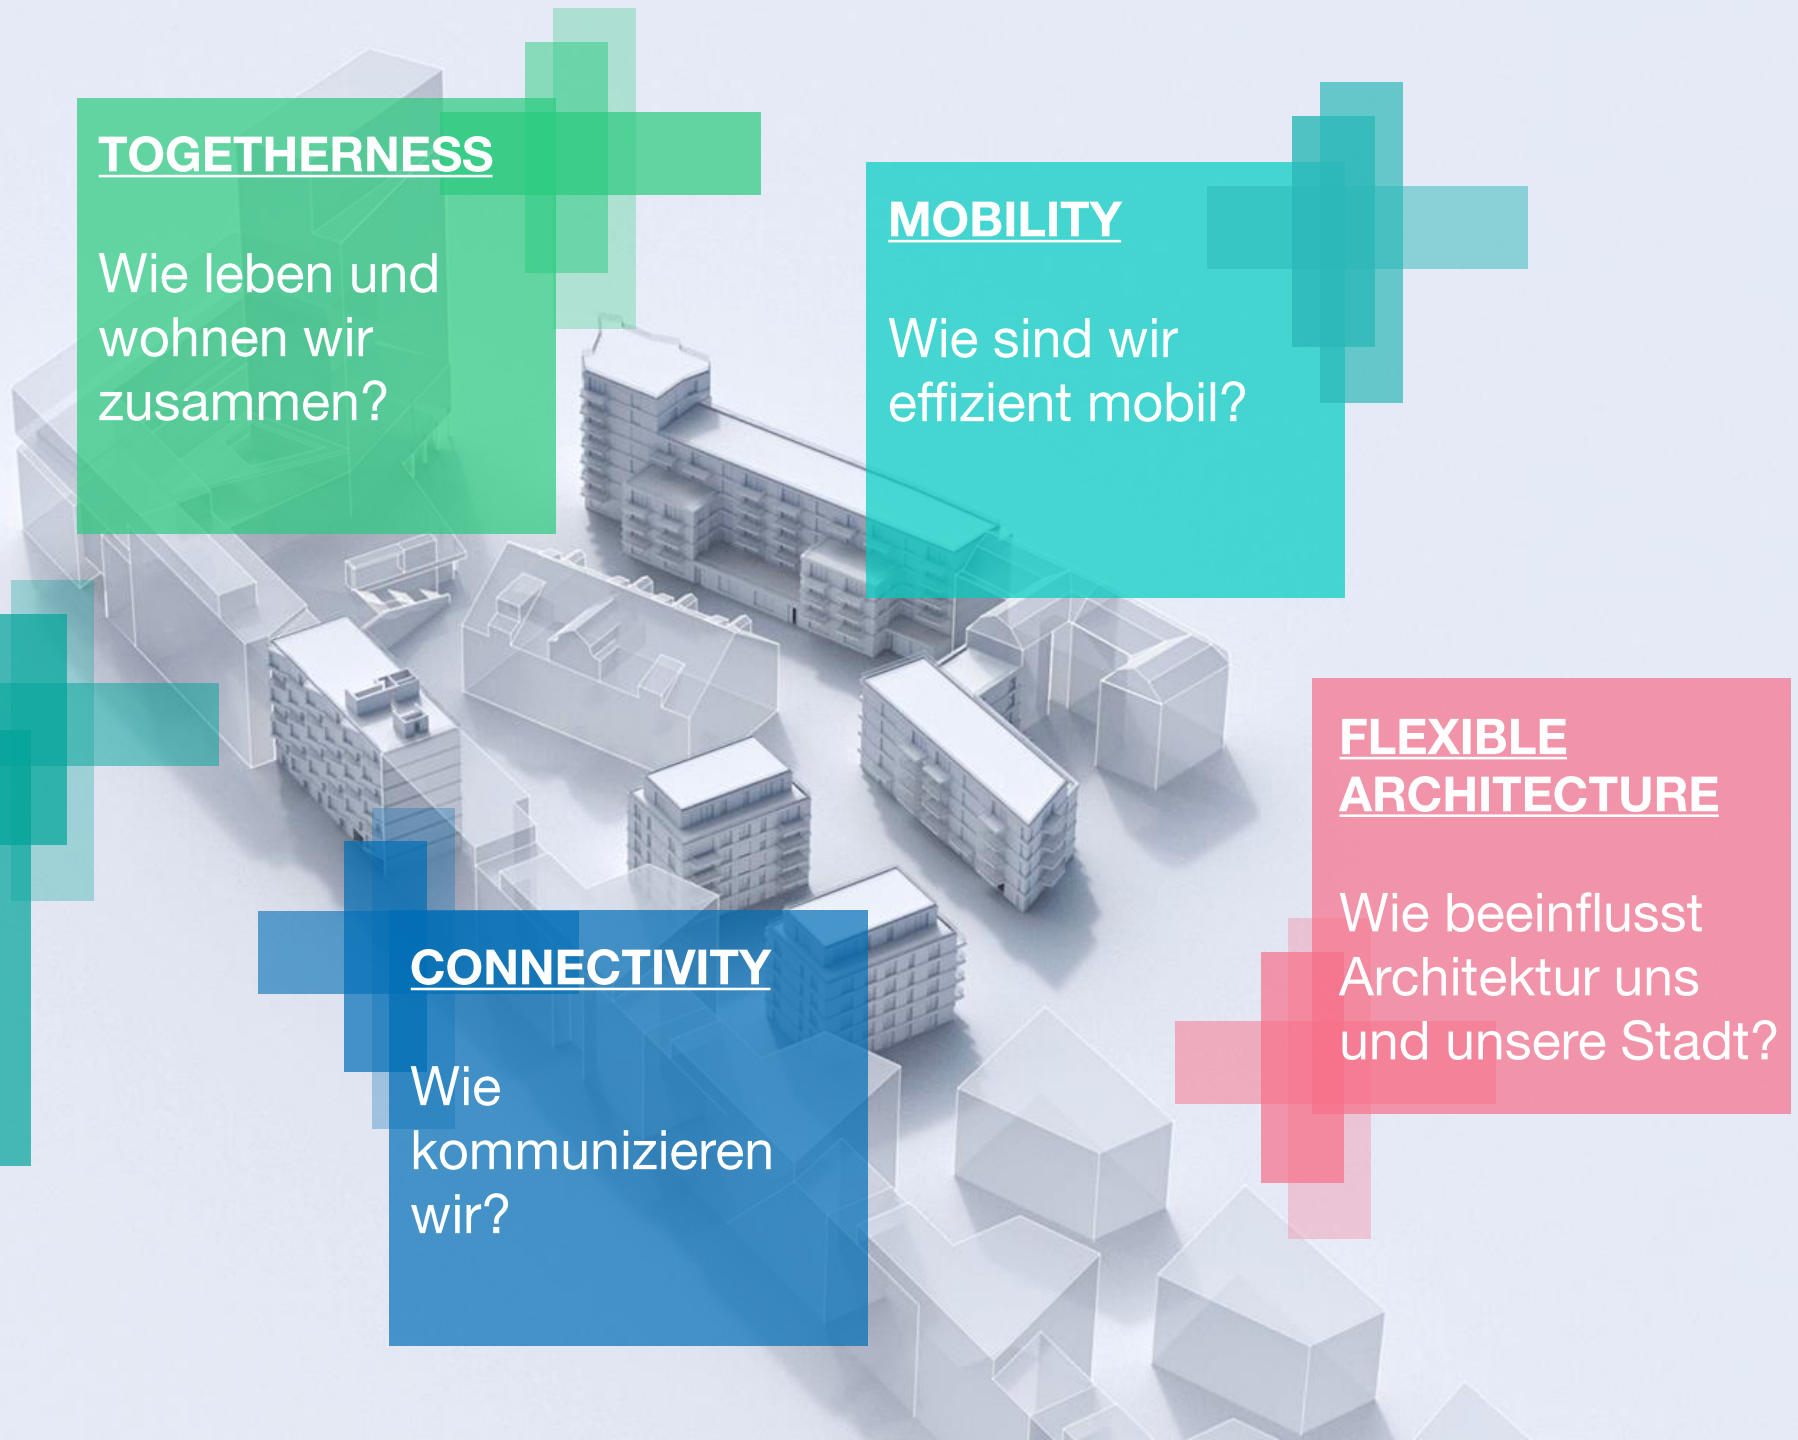 TOGETHERNESS
Wie leben und
wohnen wir
zusammen?
MOBILITY
Wie sind wir
effizient mobil?
FLEXIBLE
ARCHITECTURE
Wie beeinflusst
Architektur uns
und unsere Stadt?
CONNECTIVITY
Wie
kommunizieren
wir?